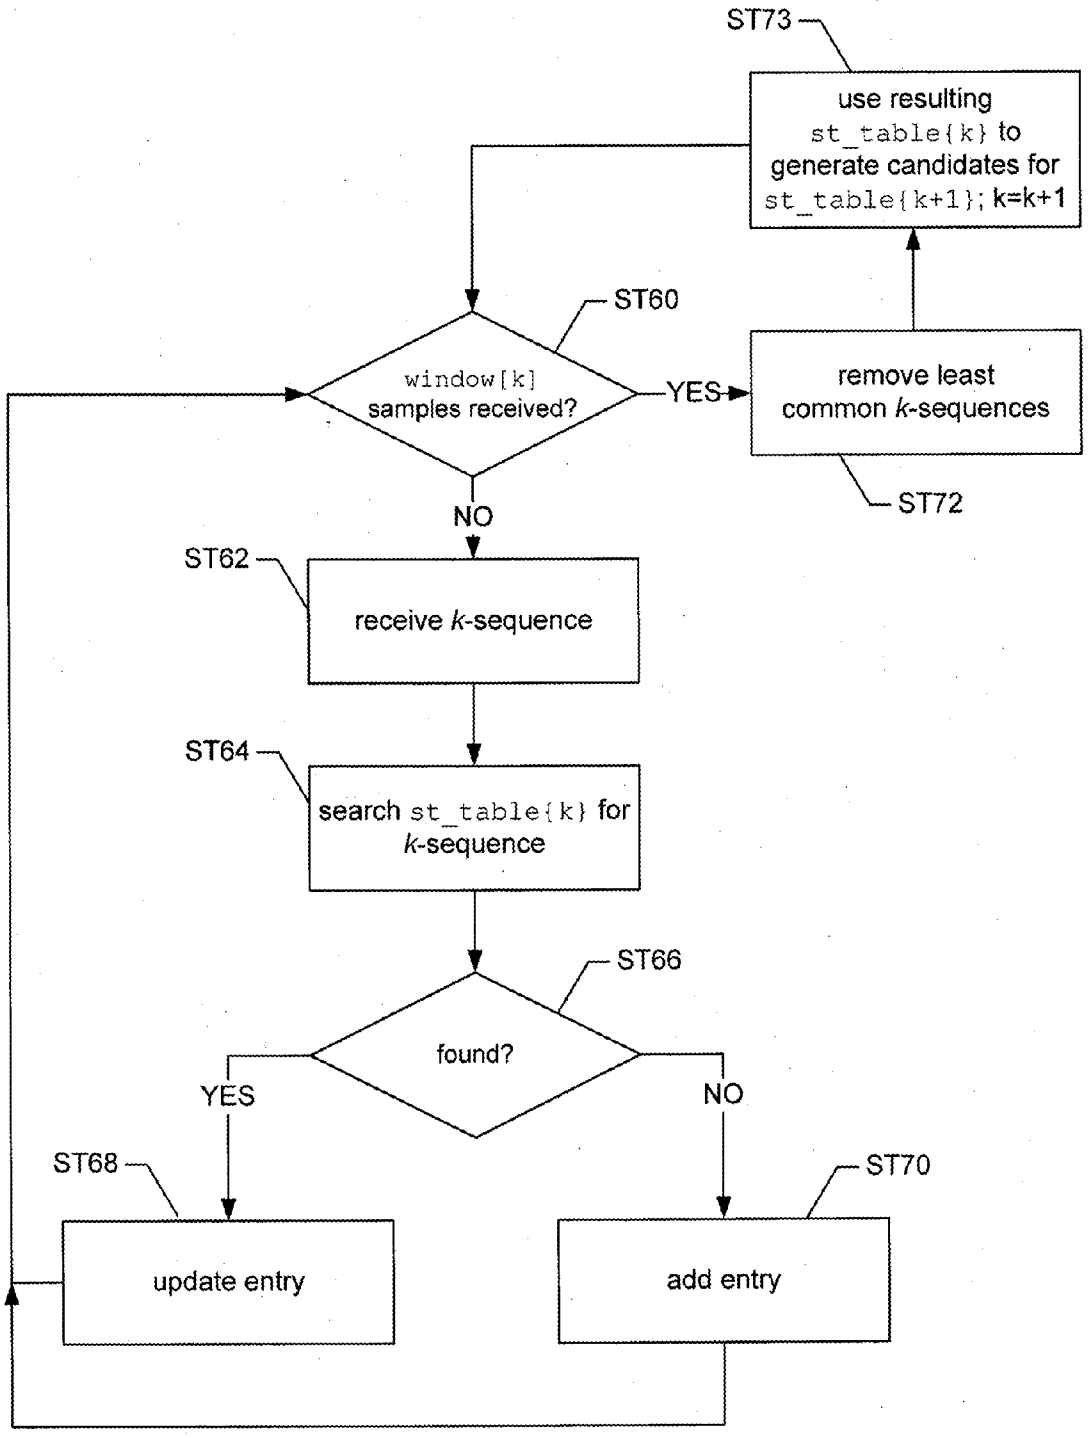 ST73
use resulting
st_table{k} to
generate candidates for
st_table{k+1}; k=k+1
ST60
window[k]
samples received?
YES
remove least
common k-sequences
ST72
NO
ST62
receive k-sequence
ST64
search st_table{k} for
k-sequence
ST66
found?
YES
NO
ST68
ST70
update entry
add entry